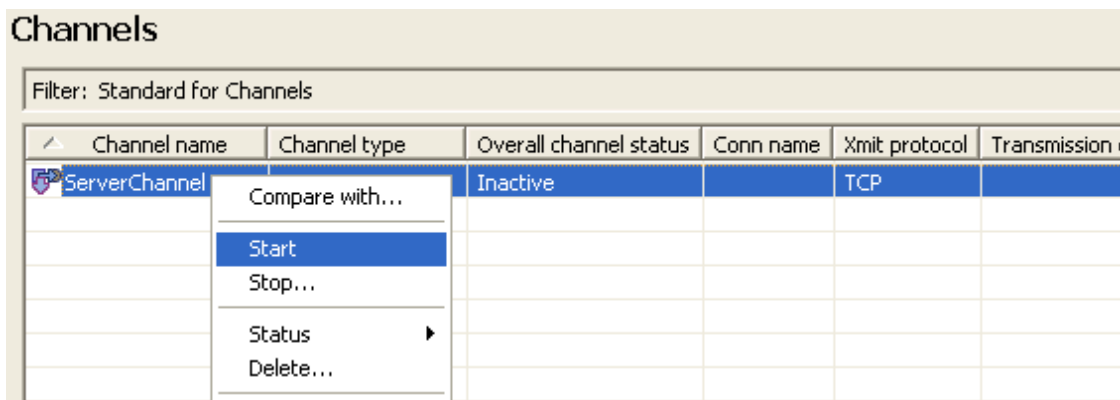 Channels
Filter: Standard for Channels
Channel name Channel type Overall channel status Conn name Xmit protocol Transmission
ServerChannel Inactive TCP
Compare with...
Start
Stop...
Status
Delete...